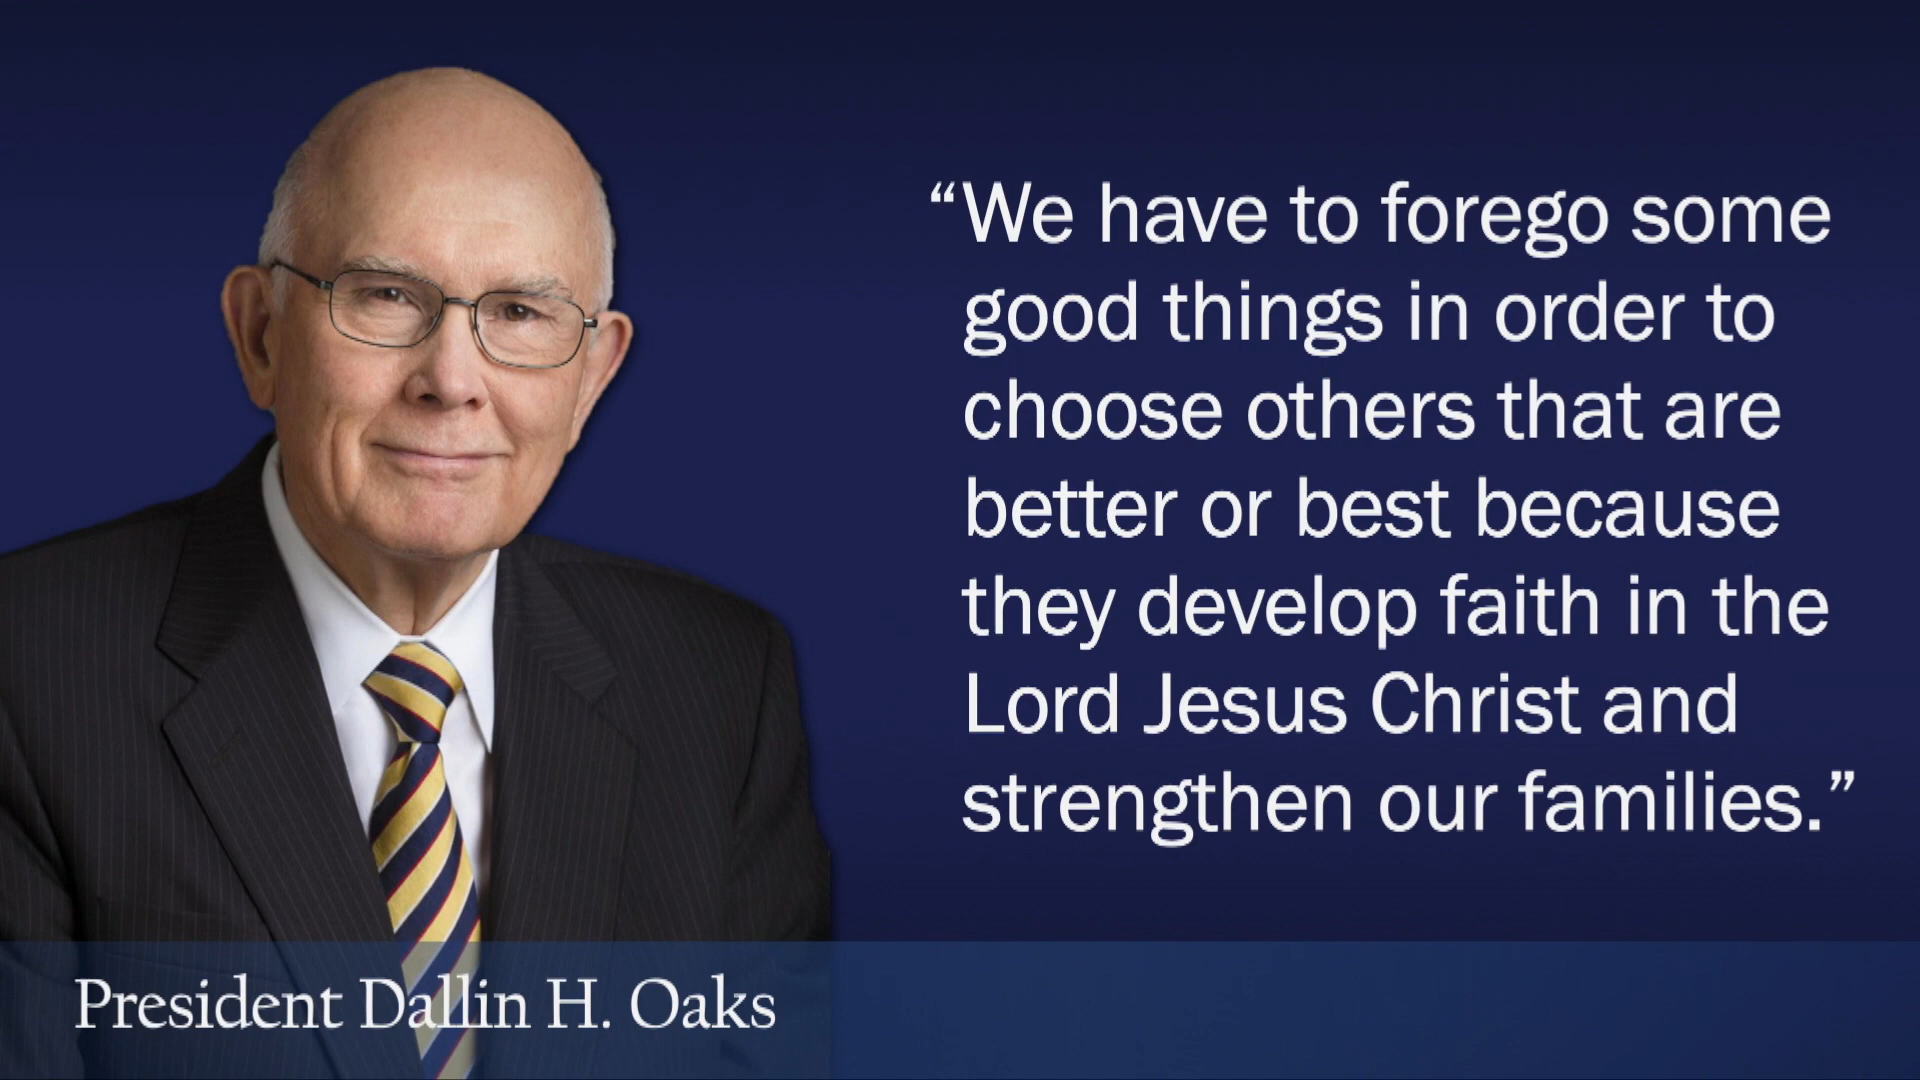 “We have to forego some
good things in order to
choose others that are
better or best because
they develop faith in the
Lord Jesus Christ and
strengthen our families.”
President Dallin H. Oaks